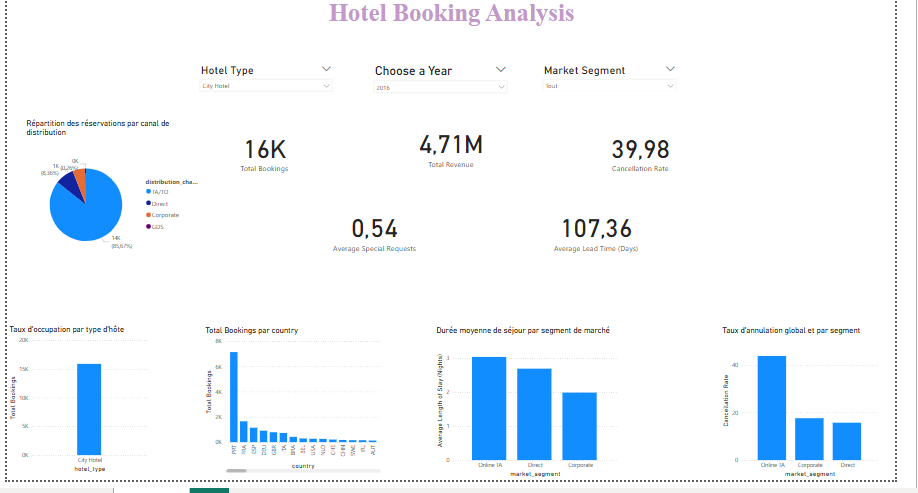 Hotel Booking Analysis
Hotel Type
City Hotel
Choose a Year
2016
Market Segment
Tout
Répartition des réservations par canal de
distribution
0K
(0,26%)
1K
(8,36%)
14K
(85,67%)
distribution_cha...
TA/TO
Direct
Corporate
GDS
16K
Total Bookings
4,71M
Total Revenue
39,98
Cancellation Rate
0,54
Average Special Requests
107,36
Average Lead Time (Days)
Taux d'occupation par type d'hôte
20K
15K
10K
5K
0K
Total Bookings
City Hotel
hotel_type
Total Bookings par country
8K
6K
4K
2K
0K
Total Bookings
PRT
FRA
ESP
DEU
GBR
ITA
BRA
BEL
USA
NLD
CHE
CHN
SWE
AUT
country
Durée moyenne de séjour par segment de marché
3
2
1
0
Average Length of Stay (Nights)
Online TA
Direct
Corporate
market_segment
Taux d'annulation global et par segment
40
20
0
Cancellation Rate
Online TA
Corporate
Direct
market_segment